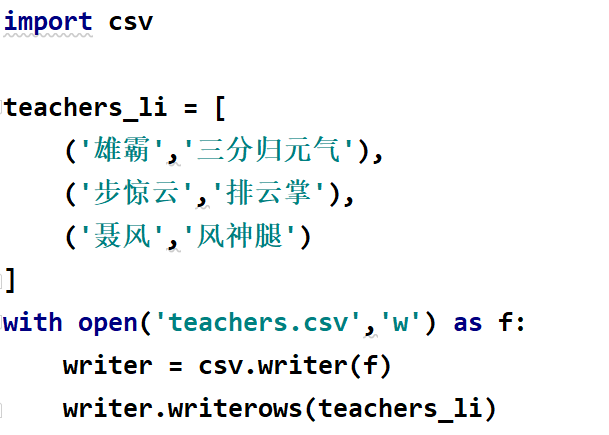 import csv
teachers_li = [
    ('雄霸','三分归元气'),
    ('步惊云','排云掌'),
    ('聂风','风神腿')
]
with open('teachers.csv','w') as f:
    writer = csv.writer(f)
    writer.writerows(teachers_li)